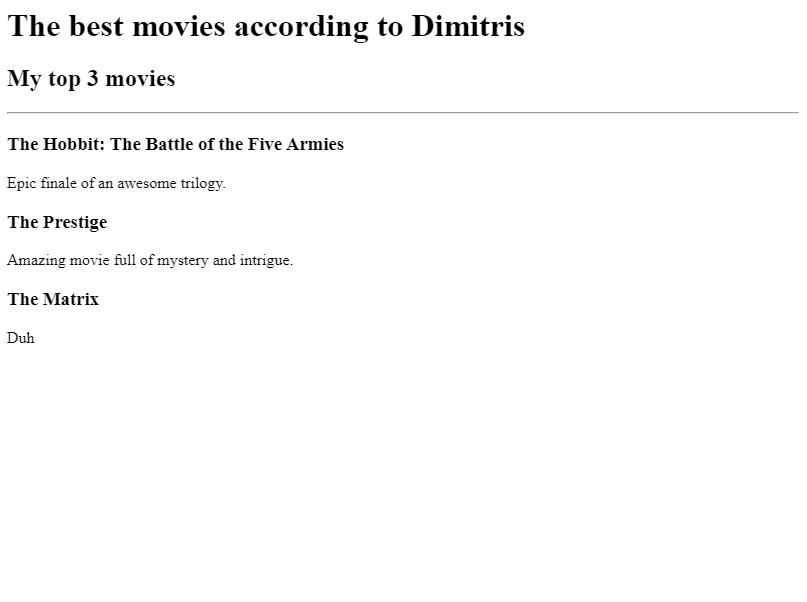 The best movies according to Dimitris
My top 3 movies
The Hobbit: The Battle of the Five Armies
Epic finale of an awesome trilogy.
The Prestige
Amazing movie full of mystery and intrigue.
The Matrix
Duh